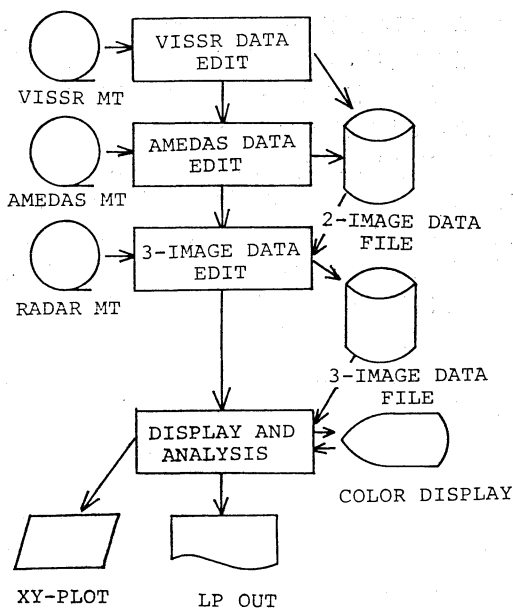 VISSR DATA
EDIT
VISSR MT
AMEDAS DATA
EDIT
AMEDAS MT
2-IMAGE DATA
FILE
3-IMAGE DATA
EDIT
RADAR MT
3-IMAGE DATA
FILE
DISPLAY AND
ANALYSIS
COLOR DISPLAY
XY-PLOT
LP OUT